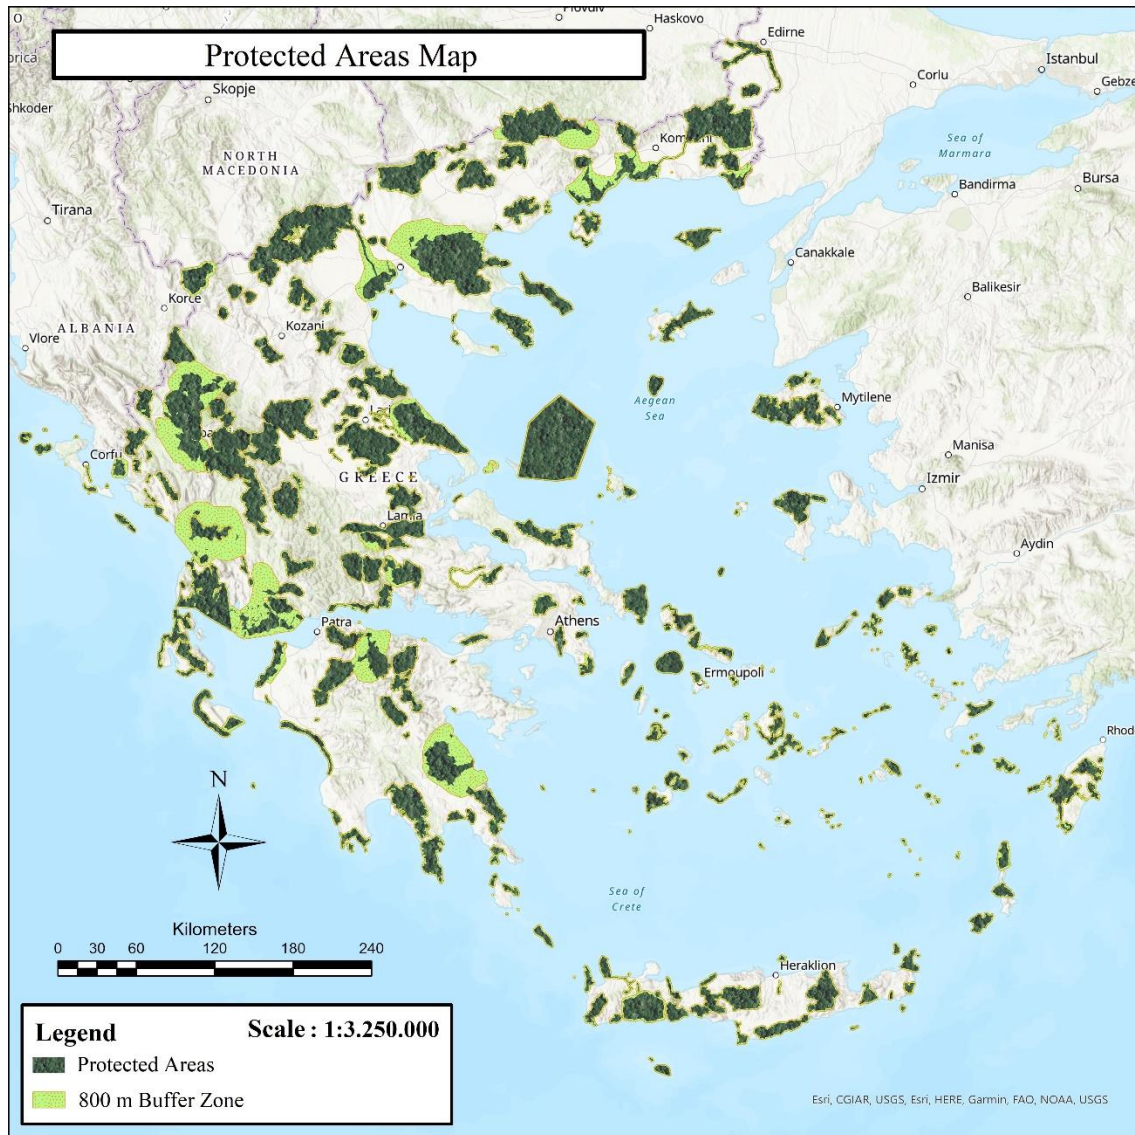 Plovdiv
Haskovo
Edirne
Protected Areas Map
Istanbul
Corlu
Gebze
Skopje
Shkoder
Sea of
Marmara
NORTH
MACEDONIA
Bandirma
Bursa
Tirana
Canakkale
Balikesir
Korce
ALBANIA
Kozani
Vlore
Aegean
Sea
Mytilene
Manisa
Corfu
GREECE
Izmir
Lamia
Aydin
Patra
Athens
Ermoupoli
Rhod
N
Sea of
Crete
Kilometers
0 30 60 120 180 240
Heraklion
Legend
Scale : 1:3.250.000
Protected Areas
800 m Buffer Zone
Esri, CGIAR, USGS, Esri, HERE, Garmin, FAO, NOAA, USGS